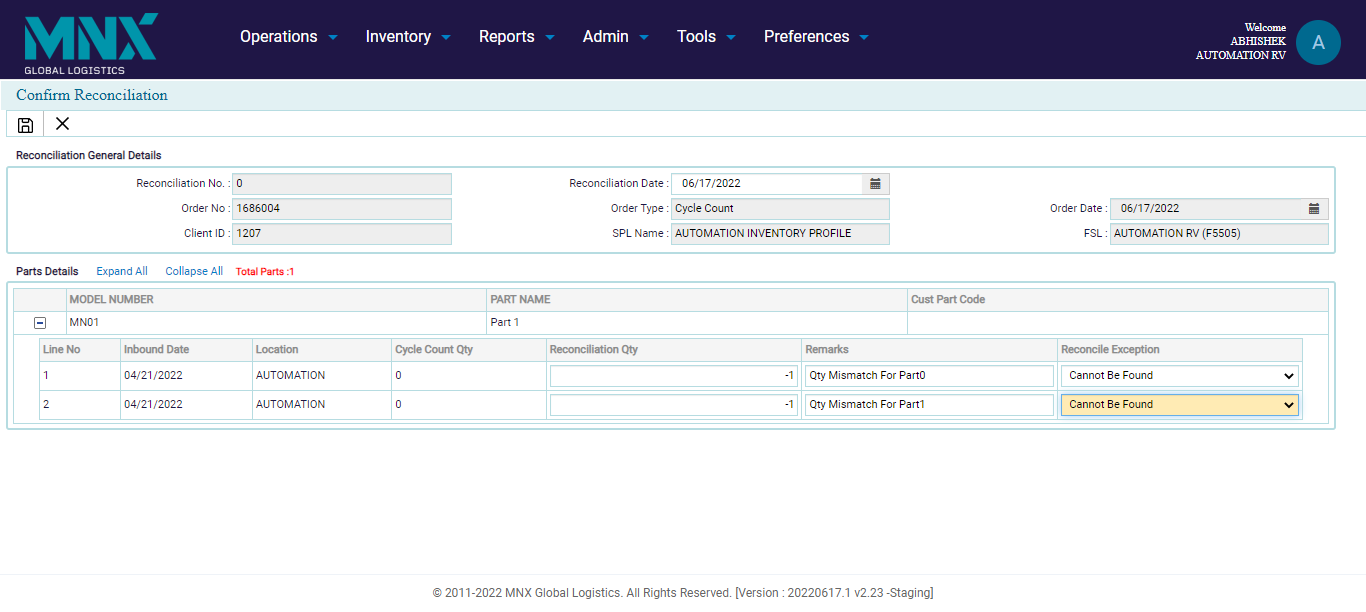 MNX
GLOBAL LOGISTICS
Operations Inventory Reports Admin Tools Preferences
Welcome
ABHISHEK
AUTOMATION RV
A
Confirm Reconciliation
Reconciliation General Details
Reconciliation No. : 0 Reconciliation Date : 06/17/2022
Order No : 1686004 Order Type : Cycle Count Order Date : 06/17/2022
Client ID : 1207 SPL Name : AUTOMATION INVENTORY PROFILE FSL : AUTOMATION RV (F5505)
Parts Details Expand All Collapse All Total Parts :1
MODEL NUMBER PART NAME Cust Part Code
MN01 Part 1
Line No Inbound Date Location Cycle Count Qty Reconciliation Qty Remarks Reconcile Exception
1 04/21/2022 AUTOMATION 0 -1 Qty Mismatch For Part0 Cannot Be Found
2 04/21/2022 AUTOMATION 0 -1 Qty Mismatch For Part1 Cannot Be Found
© 2011-2022 MNX Global Logistics. All Rights Reserved. [Version : 20220617.1 v2.23 -Staging]